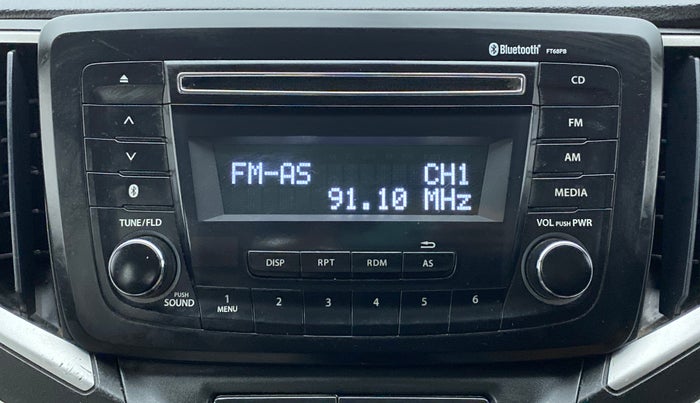 Bluetooth® FT68PB
CD
FM
AM
MEDIA
FM-AS CH1
91.10 MHz
TUNE/FLD
VOL PUSH PWR
DISP RPT RDM AS
PUSH
SOUND
1 2 3 4 5 6
MENU